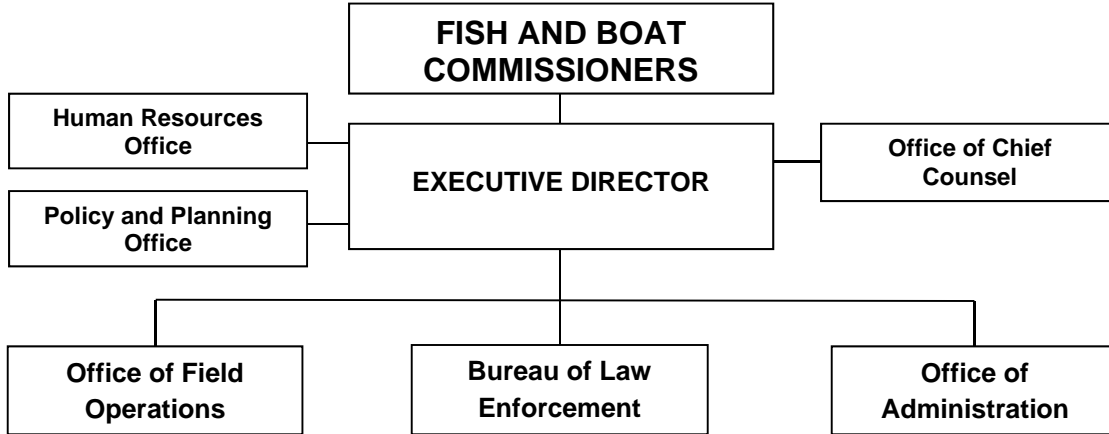 FISH AND BOAT
COMMISSIONERS
Human Resources
Office
EXECUTIVE DIRECTOR
Office of Chief
Counsel
Policy and Planning
Office
Office of Field
Operations
Bureau of Law
Enforcement
Office of
Administration